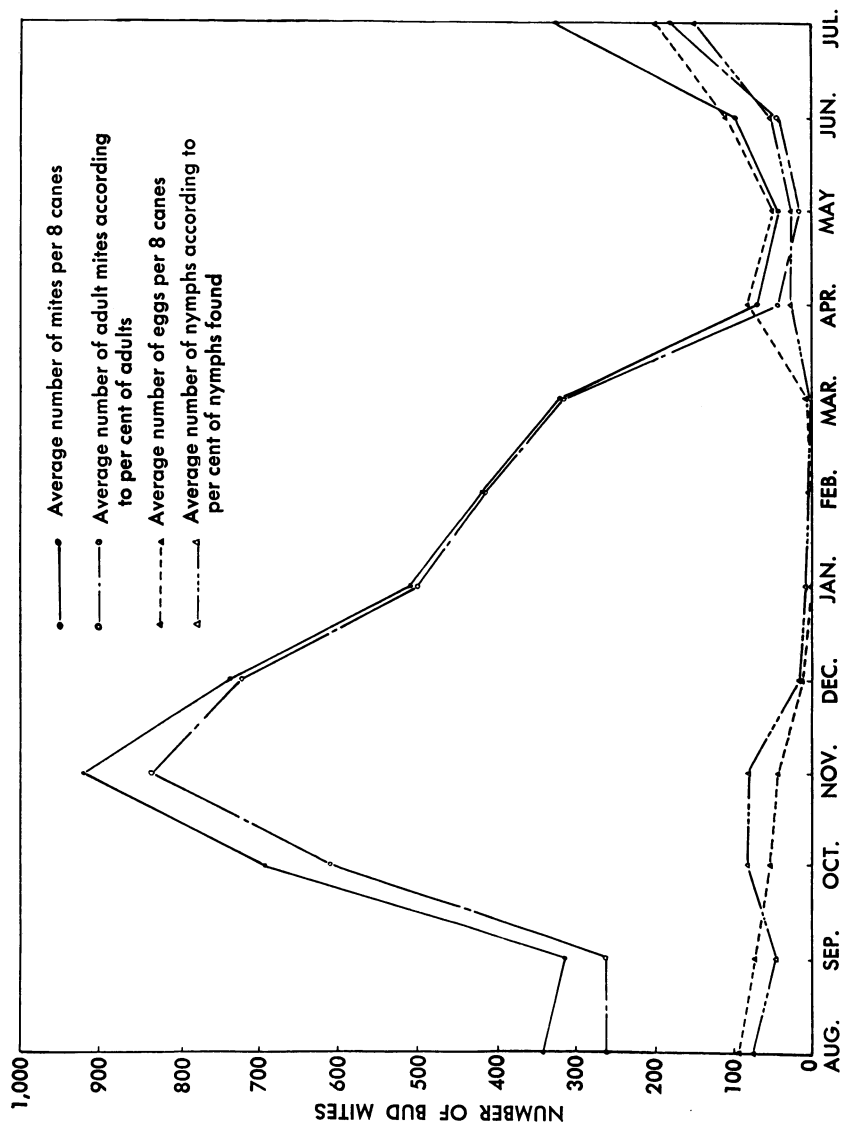 Average number of mites per 8 canes
Average number of adult mites according
to per cent of adults
Average number of eggs per 8 canes
Average number of nymphs according to
per cent of nymphs found
NUMBER OF BUD MITES
1,000
900
800
700
600
500
400
300
200
100
0
AUG. SEP. OCT. NOV. DEC. JAN. FEB. MAR. APR. MAY JUN. JUL.